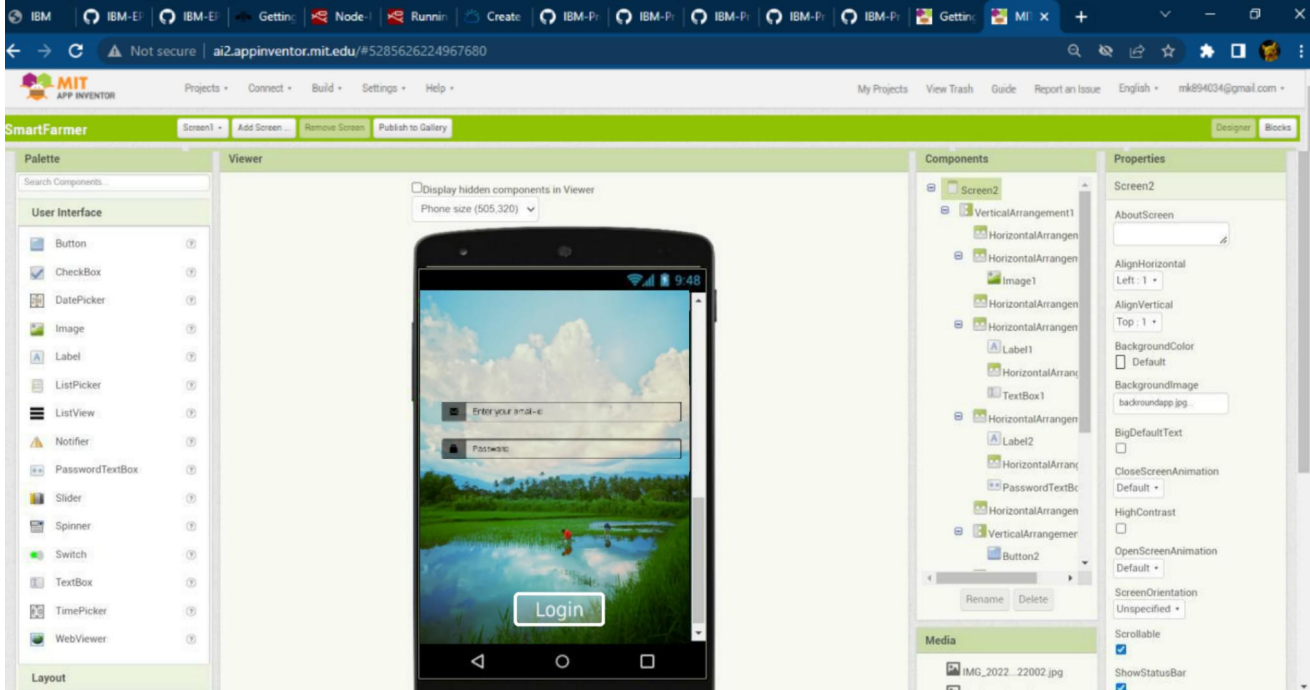 IBM
IBM-EP
IBM-EP
Getting
Node-
Runnin
Create
IBM-Pr
IBM-Pr
IBM-Pr
IBM-Pr
IBM-Pr
Getting
MIT
Not secure | ai2.appinventor.mit.edu/#5285626224967680
MIT
APP INVENTOR
Projects
Connect
Build
Settings
Help
My Projects
View Trash
Guide
Report an Issue
English
mk894034@gmail.com
SmartFarmer
Screen1
Add Screen ...
Remove Screen
Publish to Gallery
Designer
Blocks
Palette
Search Components...
User Interface
Button
CheckBox
DatePicker
Image
Label
ListPicker
ListView
Notifier
PasswordTextBox
Slider
Spinner
Switch
TextBox
TimePicker
WebViewer
Layout
Viewer
Display hidden components in Viewer
Phone size (505,320)
9:48
Enter your
Password
Login
Components
Screen2
VerticalArrangement1
HorizontalArrangen
HorizontalArrangen
Image1
HorizontalArrangen
HorizontalArrangen
Label1
HorizontalArrang
TextBox1
HorizontalArrangen
Label2
HorizontalArrang
PasswordTextBo
HorizontalArrangen
VerticalArrangemer
Button2
Rename
Delete
Media
IMG_2022...22002.jpg
Properties
Screen2
AboutScreen
AlignHorizontal
Left : 1
AlignVertical
Top : 1
BackgroundColor
Default
BackgroundImage
backroundapp.jpg...
BigDefaultText
CloseScreenAnimation
Default
HighContrast
OpenScreenAnimation
Default
ScreenOrientation
Unspecified
Scrollable
ShowStatusBar